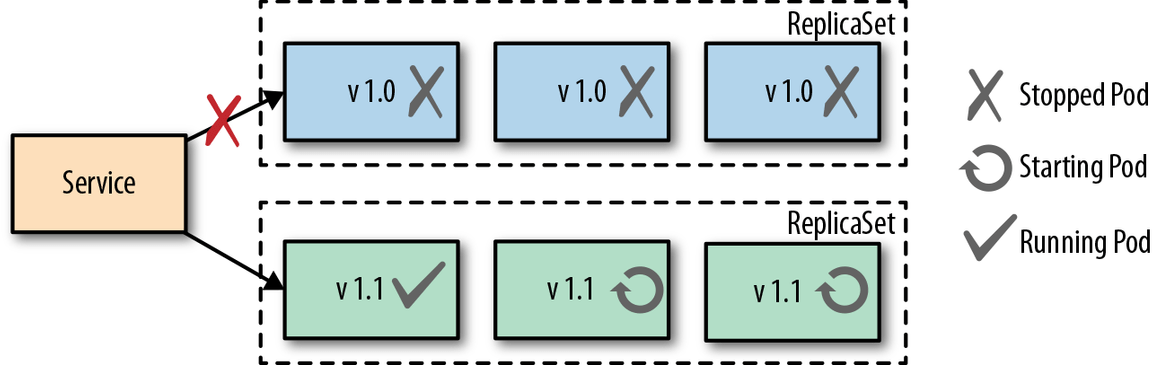 ReplicaSet
v 1.0
v 1.0
v 1.0
Stopped Pod
Starting Pod
Service
ReplicaSet
Running Pod
v 1.1
v 1.1
v 1.1